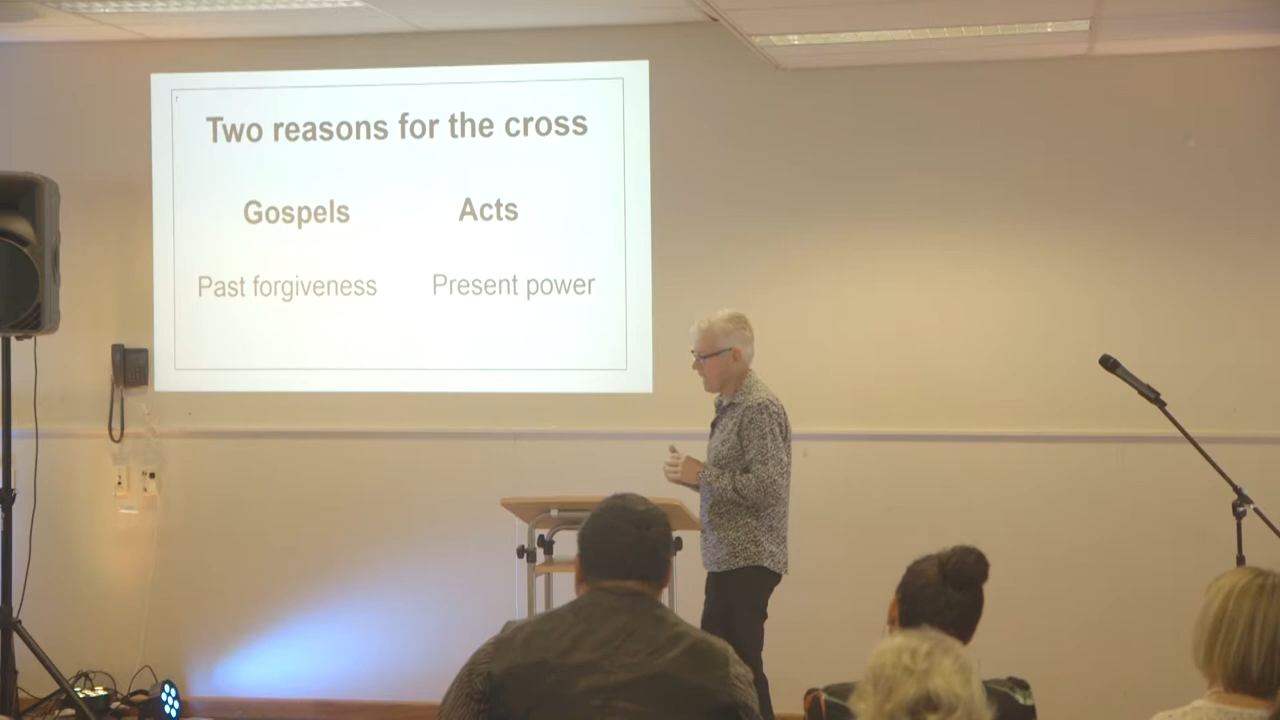 Two reasons for the cross
Gospels Acts
Past forgiveness Present power